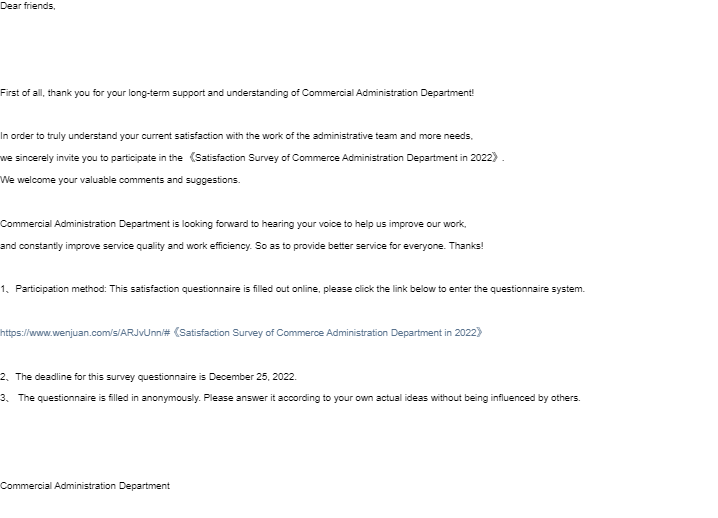 Dear friends,
First of all, thank you for your long-term support and understanding of Commercial Administration Department!
In order to truly understand your current satisfaction with the work of the administrative team and more needs,
we sincerely invite you to participate in the 《Satisfaction Survey of Commerce Administration Department in 2022》.
We welcome your valuable comments and suggestions.
Commercial Administration Department is looking forward to hearing your voice to help us improve our work,
and constantly improve service quality and work efficiency. So as to provide better service for everyone. Thanks!
1、Participation method: This satisfaction questionnaire is filled out online, please click the link below to enter the questionnaire system.
https://www.wenjuan.com/s/ARJvUnn/#《Satisfaction Survey of Commerce Administration Department in 2022》
2、The deadline for this survey questionnaire is December 25, 2022.
3、 The questionnaire is filled in anonymously. Please answer it according to your own actual ideas without being influenced by others.
Commercial Administration Department